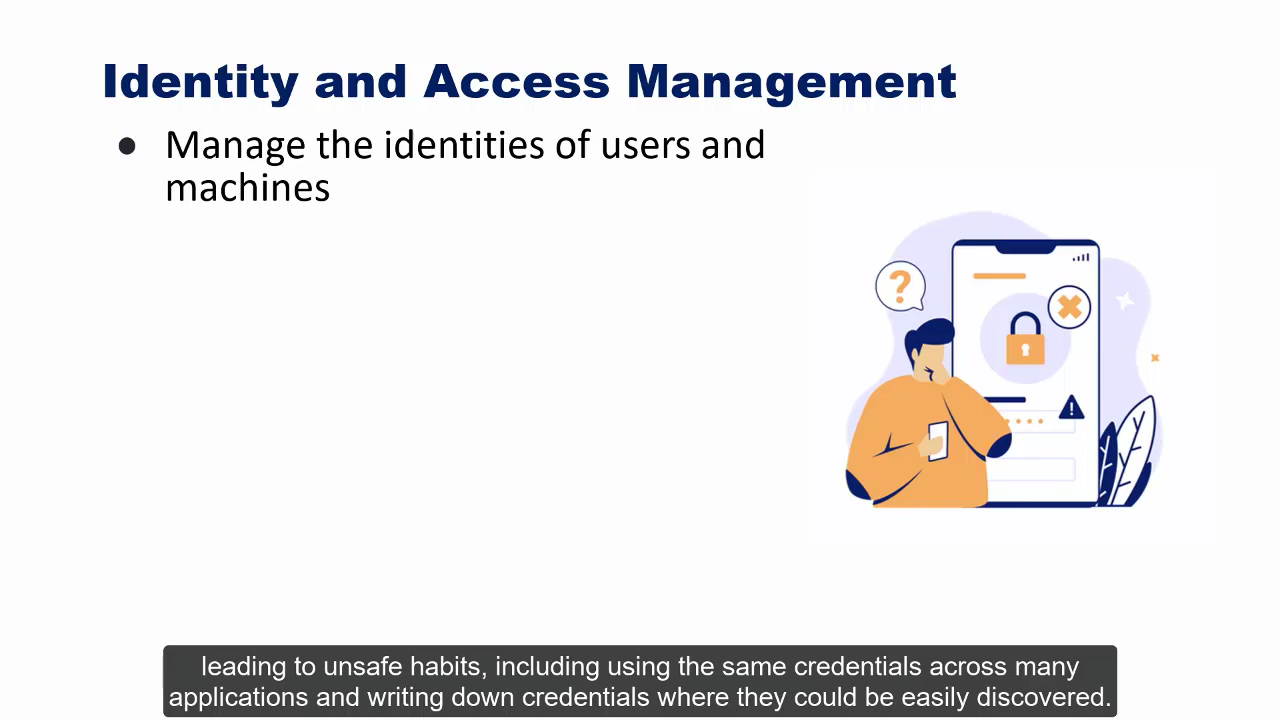 Identity and Access Management
● Manage the identities of users and
machines
?
!
leading to unsafe habits, including using the same credentials across many
applications and writing down credentials where they could be easily discovered.